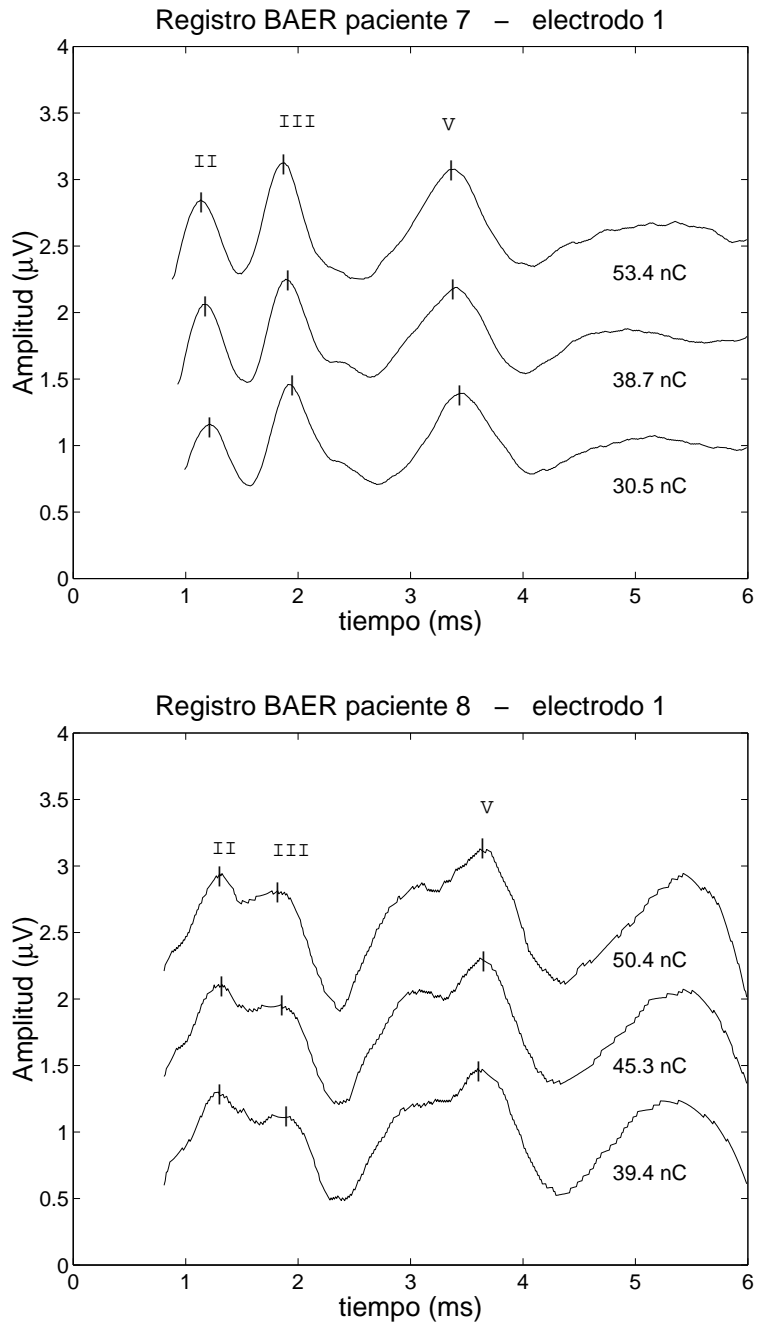 Registro BAER paciente 7 – electrodo 1
4
3.5
III
V
II
3
2.5
53.4 nC
2
Amplitud (μV)
1.5
38.7 nC
1
30.5 nC
0.5
0
0 1 2 3 4 5 6
tiempo (ms)
Registro BAER paciente 8 – electrodo 1
4
3.5
V
II III
3
2.5
50.4 nC
2
Amplitud (μV)
1.5
45.3 nC
1
39.4 nC
0.5
0
0 1 2 3 4 5 6
tiempo (ms)